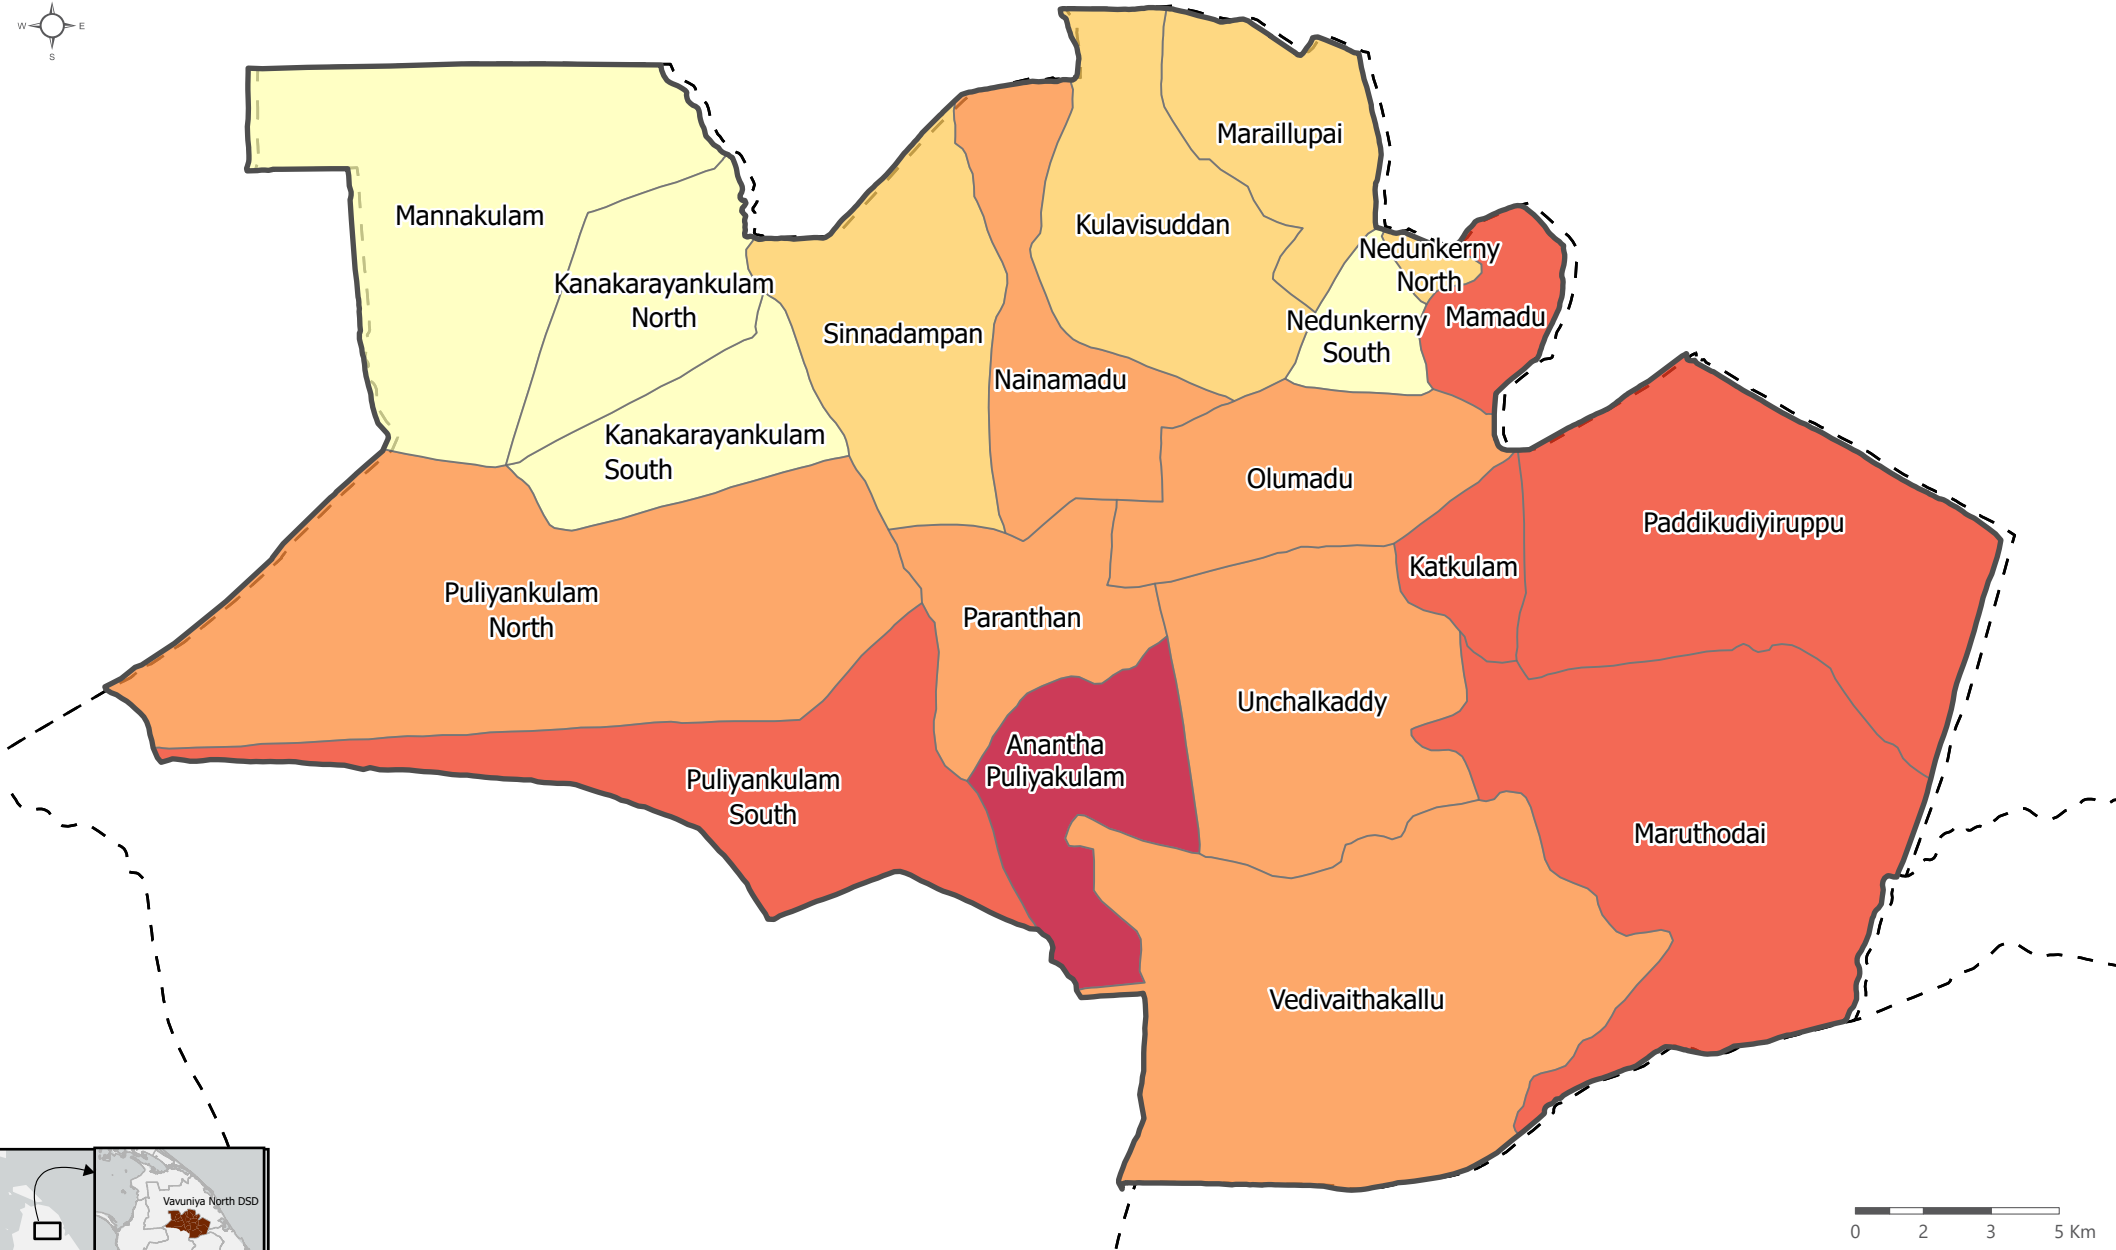 W E
S
Maraillupai
Mannakulam
Kulavisuddan
Nedunkerny
North
Kanakarayankulam
North
Mamadu
Nedunkerny
South
Sinnadampan
Nainamadu
Kanakarayankulam
South
Olumadu
Paddikudiyiruppu
Katkulam
Puliyankulam
North
Paranthan
Unchalkaddy
Anantha
Puliyakulam
Puliyankulam
South
Maruthodai
Vedivaithakallu
Vavuniya North DSD
0 2 3 5 Km